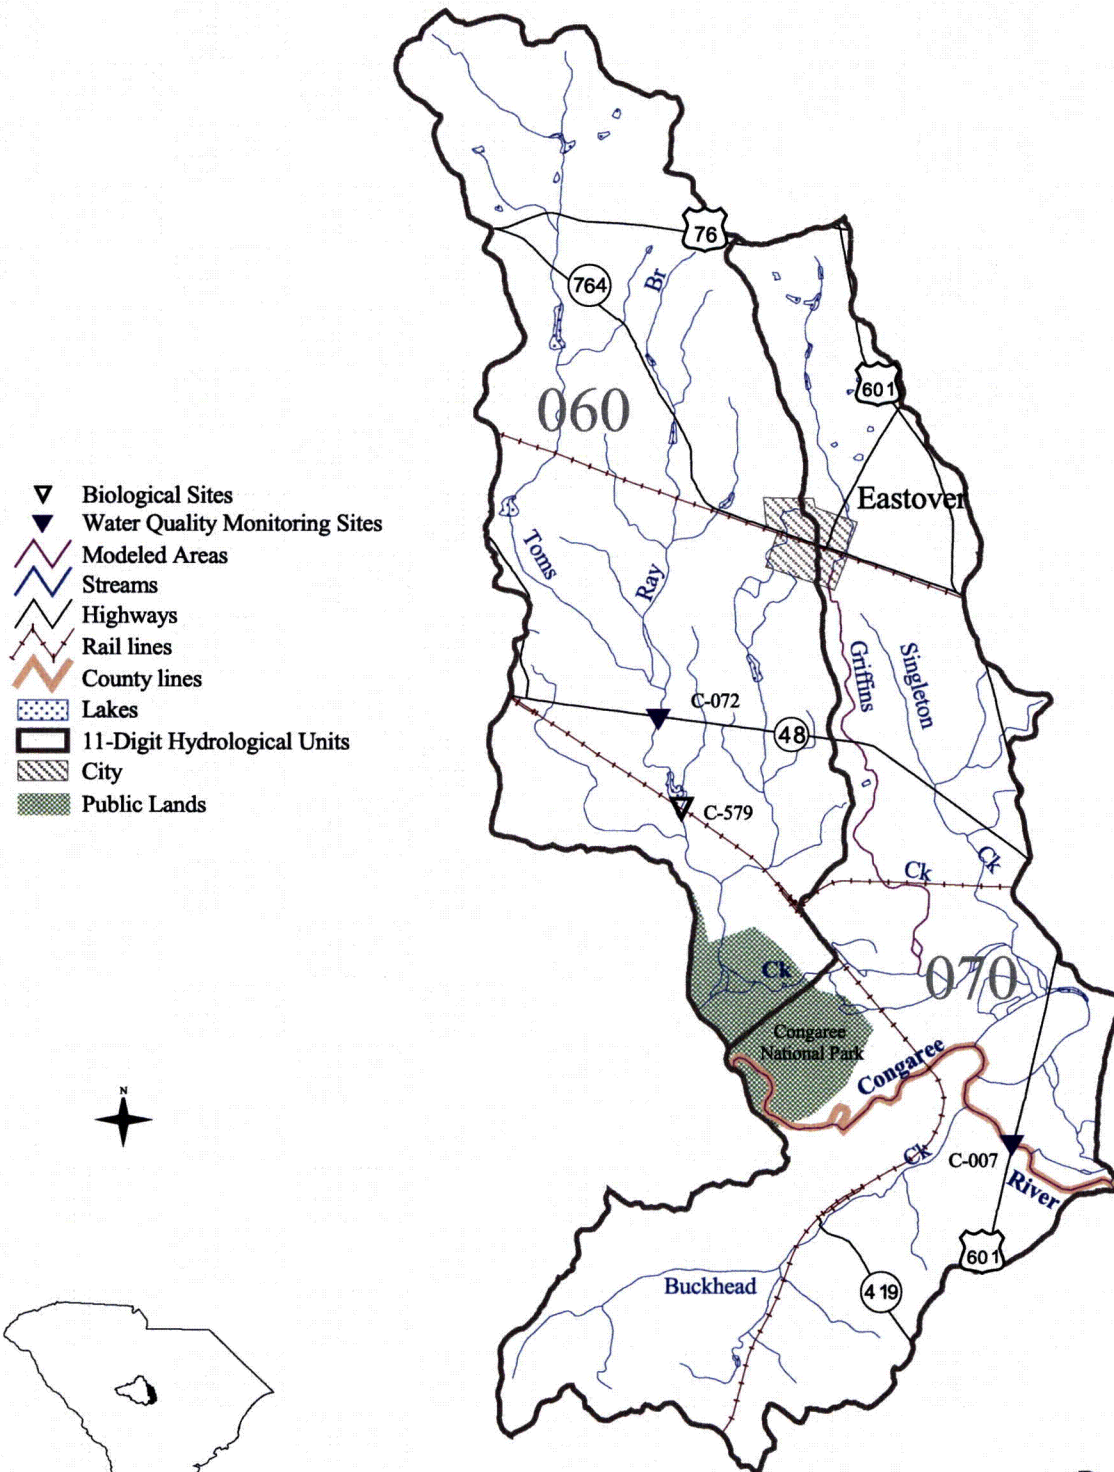 76
764
Br
601
060
Eastover
Biological Sites
Water Quality Monitoring Sites
Modeled Areas
Streams
Highways
Rail lines
County lines
Lakes
11-Digit Hydrological Units
City
Public Lands
Toms
Ray
Griffins
Singleton
C-072
48
C-579
Ck
Ck
Ck
070
Congaree
National Park
Congaree
N
Ck
C-007
River
601
Buckhead
419